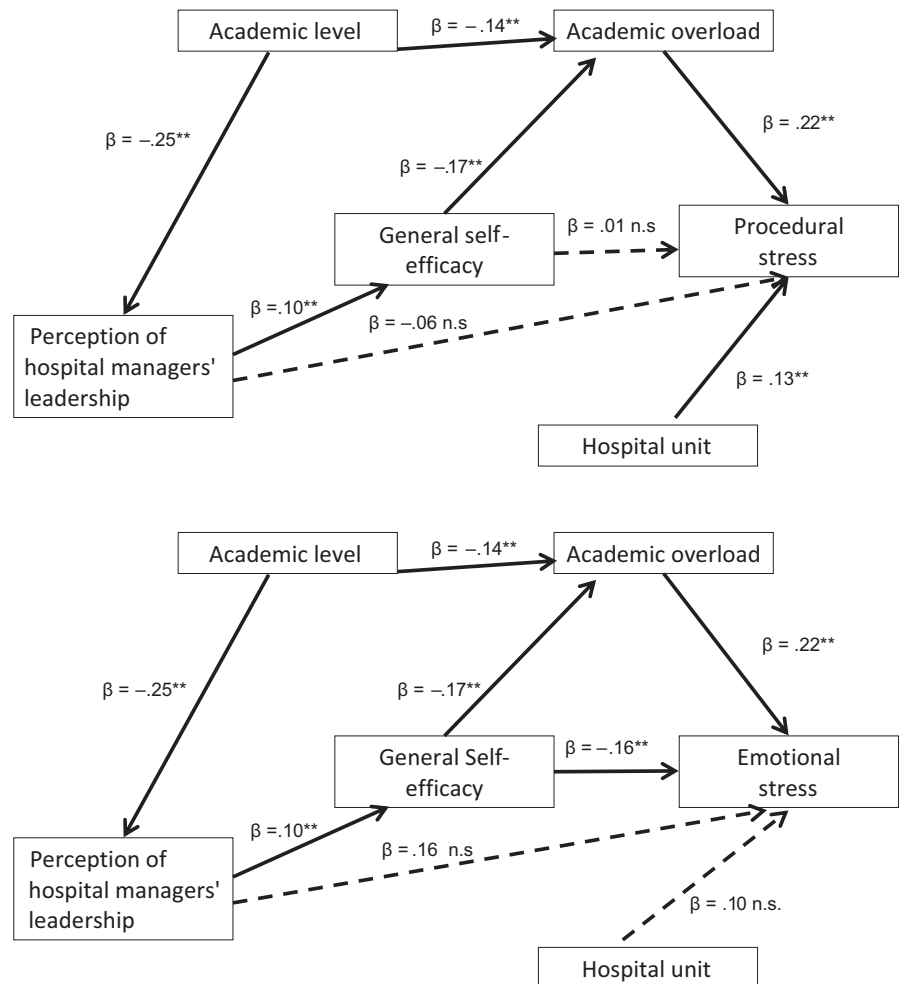 Academic level
β = –.14**
Academic overload
β = –.25**
β = .22**
β = –.17**
General self-
efficacy
β = .01 n.s
Procedural
stress
β =.10**
β = –.06 n.s
Perception of
hospital managers'
leadership
β = .13**
Hospital unit
Academic level
β = –.14**
Academic overload
β = .22**
β = –.25**
β = –.17**
General Self-
efficacy
β = –.16**
Emotional
stress
β =.10**
β = .16 n.s
Perception of
hospital managers'
leadership
β = .10 n.s.
Hospital unit